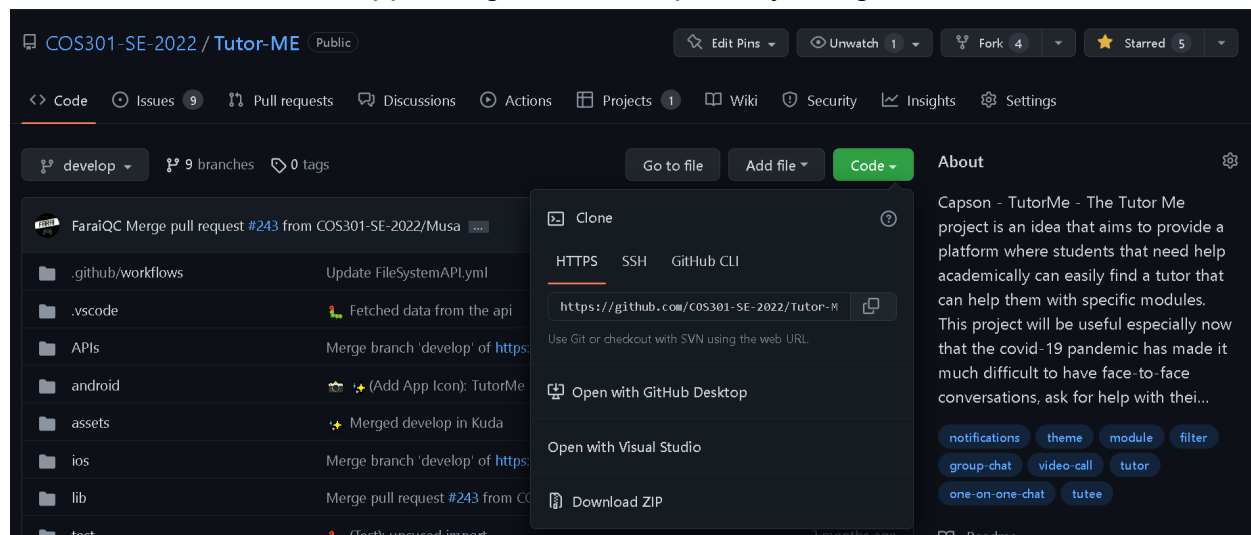 COS301-SE-2022 / Tutor-ME Public Edit Pins Unwatch 1 Fork 4 Starred 5
<> Code Issues 9 Pull requests Discussions Actions Projects 1 Wiki Security Insights Settings
develop 9 branches 0 tags Go to file Add file Code
FaraiQC Merge pull request #243 from COS301-SE-2022/Musa ...
.github/workflows Update FileSystemAPI.yml
.vscode Fetched data from the api
APIs Merge branch 'develop' of https:
android (Add App Icon): TutorMe
assets Merged develop in Kuda
ios Merge branch 'develop' of https:
lib Merge pull request #243 from CO
test (Test): unused import
Clone
HTTPS SSH GitHub CLI
https://github.com/COS301-SE-2022/Tutor-M
Use Git or checkout with SVN using the web URL.
Open with GitHub Desktop
Open with Visual Studio
Download ZIP
months ago
About
Capson - TutorMe - The Tutor Me
project is an idea that aims to provide a
platform where students that need help
academically can easily find a tutor that
can help them with specific modules.
This project will be useful especially now
that the covid-19 pandemic has made it
much difficult to have face-to-face
conversations, ask for help with thei...
notifications theme module filter
group-chat video-call tutor
one-on-one-chat tutee
Readme